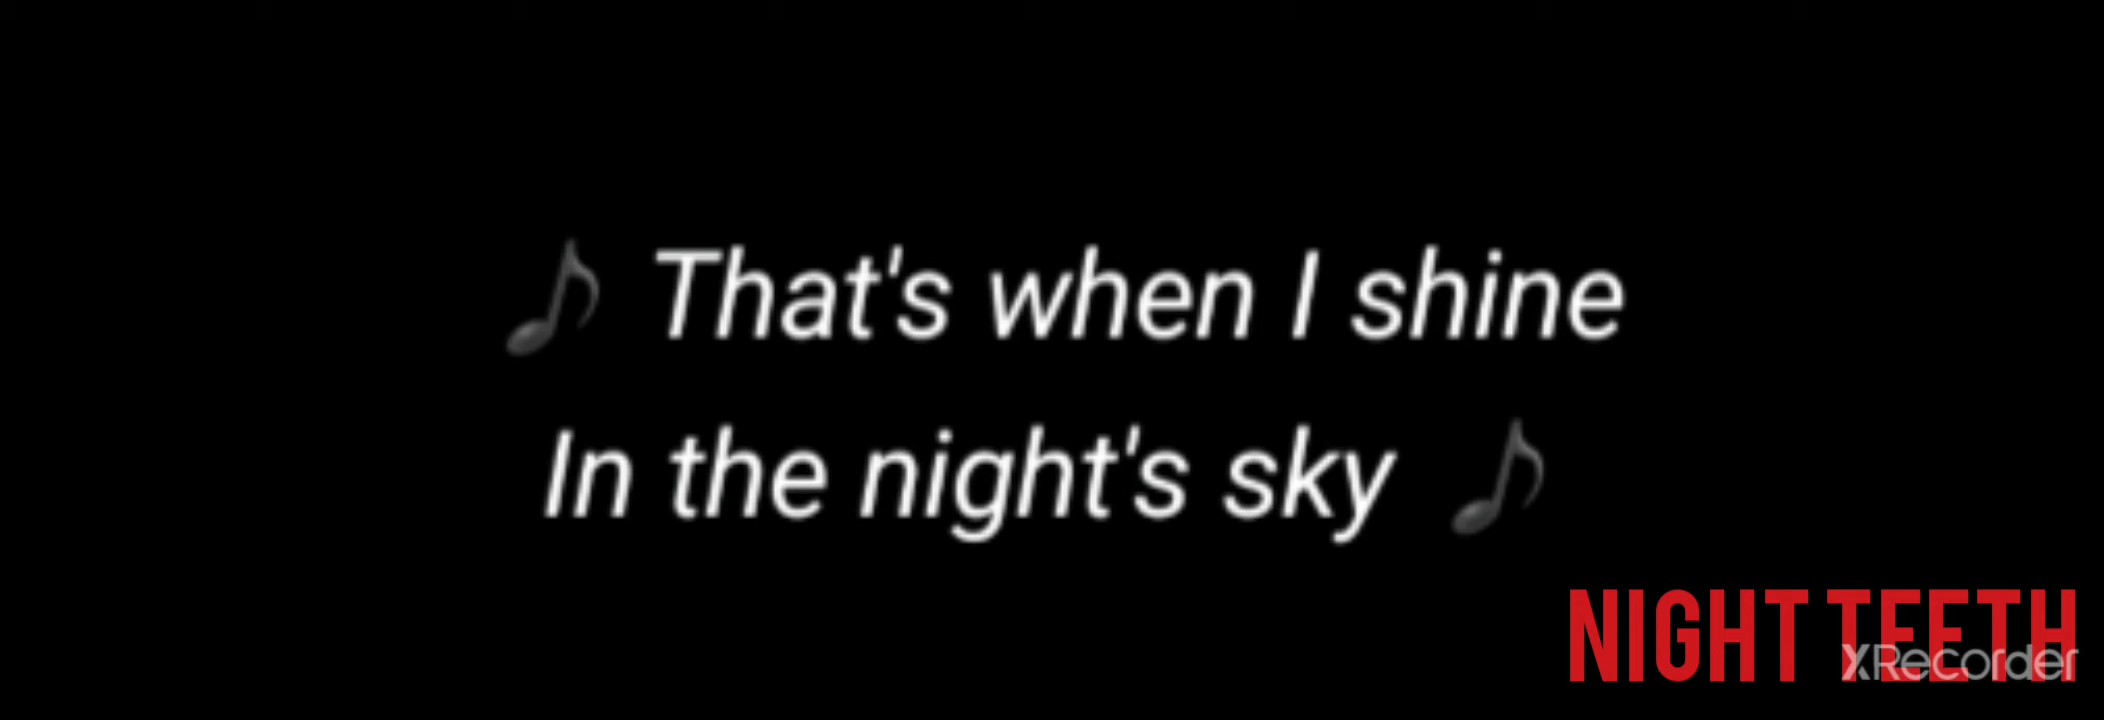 ♪ That's when I shine
In the night's sky ♪
NIGHT TEETH
XRecorder